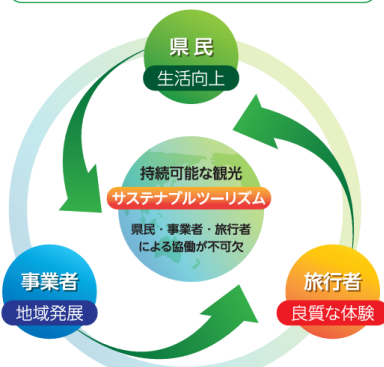 県民
生活向上
持続可能な観光
サステナブルツーリズム
県民・事業者・旅行者
による協働が不可欠
事業者
地域発展
旅行者
良質な体験